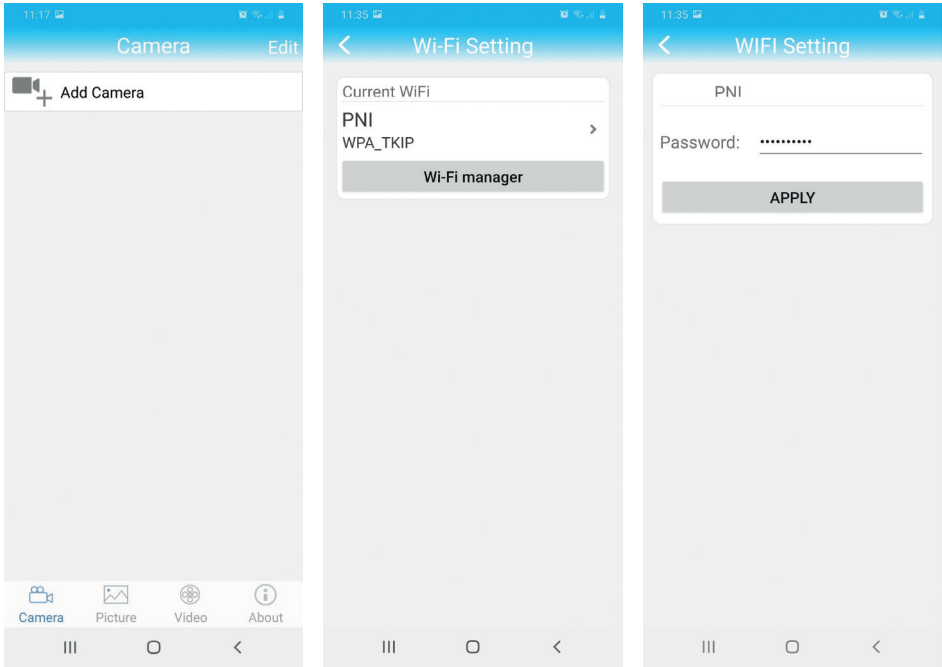 11:17
Camera
Edit
Add Camera
Camera
Picture
Video
About
11:35
Wi-Fi Setting
Current WiFi
PNI
WPA_TKIP
Wi-Fi manager
11:35
WIFI Setting
PNI
Password: ••••••••••
APPLY